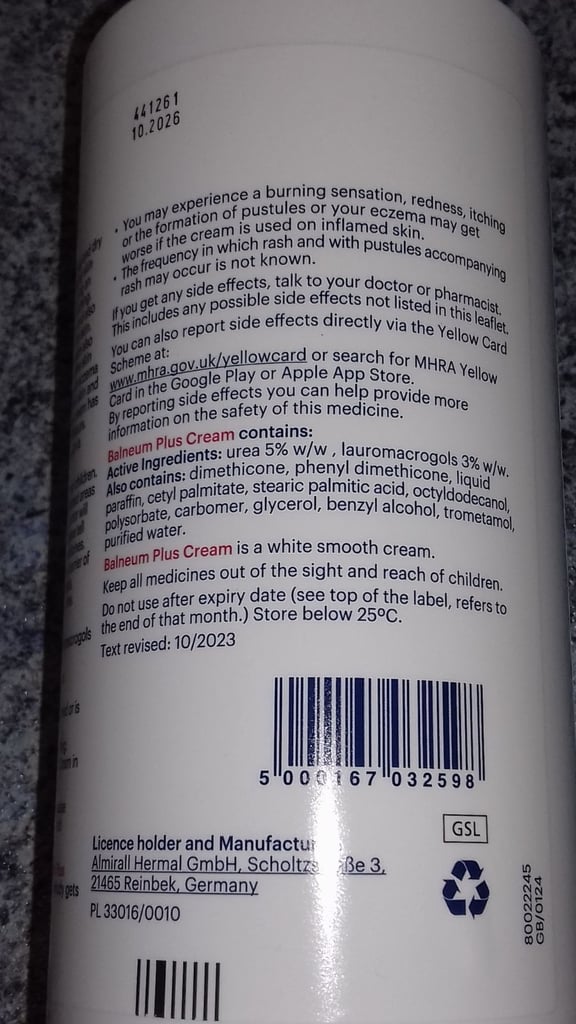 441261
10.2026
• You may experience a burning sensation, redness, itching
or the formation of pustules or your eczema may get
worse if the cream is used on inflamed skin.
• The frequency in which rash and with pustules accompanying
rash may occur is not known.
If you get any side effects, talk to your doctor or pharmacist.
This includes any possible side effects not listed in this leaflet.
You can also report side effects directly via the Yellow Card
Scheme at:
www.mhra.gov.uk/yellowcard or search for MHRA Yellow
Card in the Google Play or Apple App Store.
By reporting side effects you can help provide more
information on the safety of this medicine.
Balneum Plus Cream contains:
Active Ingredients: urea 5% w/w , lauromacrogols 3% w/w.
Also contains: dimethicone, phenyl dimethicone, liquid
paraffin, cetyl palmitate, stearic palmitic acid, octyldodecanol,
polysorbate, carbomer, glycerol, benzyl alcohol, trometamol,
purified water.
Balneum Plus Cream is a white smooth cream.
Keep all medicines out of the sight and reach of children.
Do not use after expiry date (see top of the label, refers to
the end of that month.) Store below 25ºC.
Text revised: 10/2023
5 000167 032598
GSL
Licence holder and
Almirall Hermal GmbH, 3,
21465 Reinbek, Germany
PL 33016/0010
80022245
GB/0124